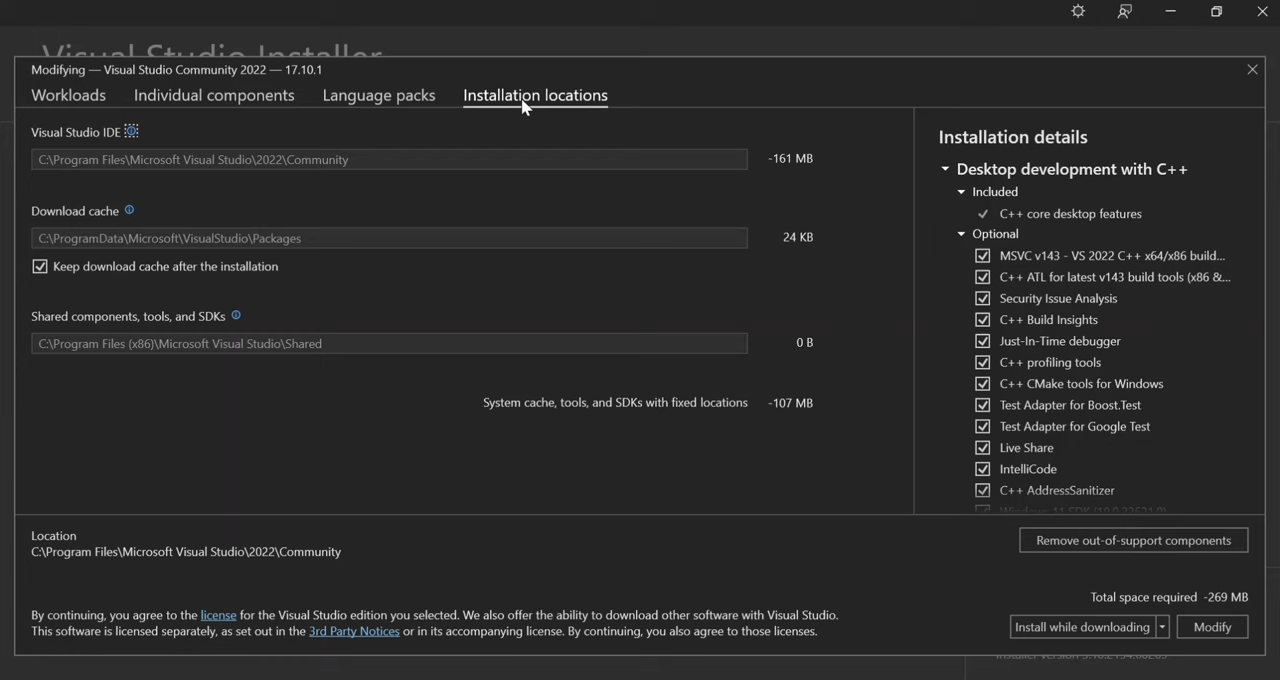 Visual Studio Installer
Modifying — Visual Studio Community 2022 — 17.10.1
Workloads Individual components Language packs Installation locations
Visual Studio IDE
C:\Program Files\Microsoft Visual Studio\2022\Community -161 MB
Download cache
C:\ProgramData\Microsoft\VisualStudio\Packages 24 KB
Keep download cache after the installation
Shared components, tools, and SDKs
C:\Program Files (x86)\Microsoft Visual Studio\Shared 0 B
System cache, tools, and SDKs with fixed locations -107 MB
Installation details
Desktop development with C++
Included
C++ core desktop features
Optional
MSVC v143 - VS 2022 C++ x64/x86 build...
C++ ATL for latest v143 build tools (x86 &...
Security Issue Analysis
C++ Build Insights
Just-In-Time debugger
C++ profiling tools
C++ CMake tools for Windows
Test Adapter for Boost.Test
Test Adapter for Google Test
Live Share
IntelliCode
C++ AddressSanitizer
Location
C:\Program Files\Microsoft Visual Studio\2022\Community
Remove out-of-support components
Total space required -269 MB
By continuing, you agree to the license for the Visual Studio edition you selected. We also offer the ability to download other software with Visual Studio.
This software is licensed separately, as set out in the 3rd Party Notices or in its accompanying license. By continuing, you also agree to those licenses.
Install while downloading Modify